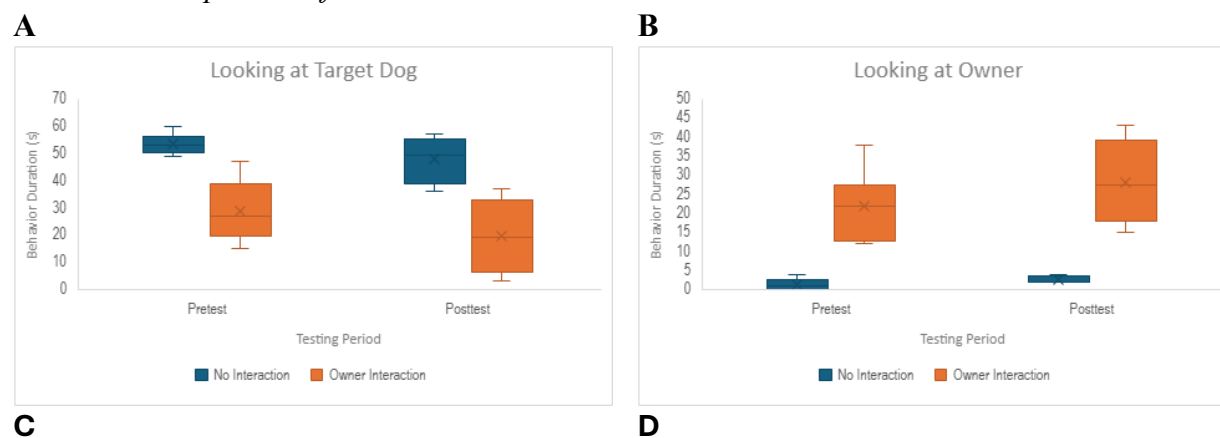 A
B
Looking at Target Dog
70
60
50
40
30
20
10
0
Behavior Duration (s)
Pretest
Posttest
Testing Period
No Interaction
Owner Interaction
Looking at Owner
50
45
40
35
30
25
20
15
10
5
0
Behavior Duration (s)
Pretest
Posttest
Testing Period
No Interaction
Owner Interaction
C
D